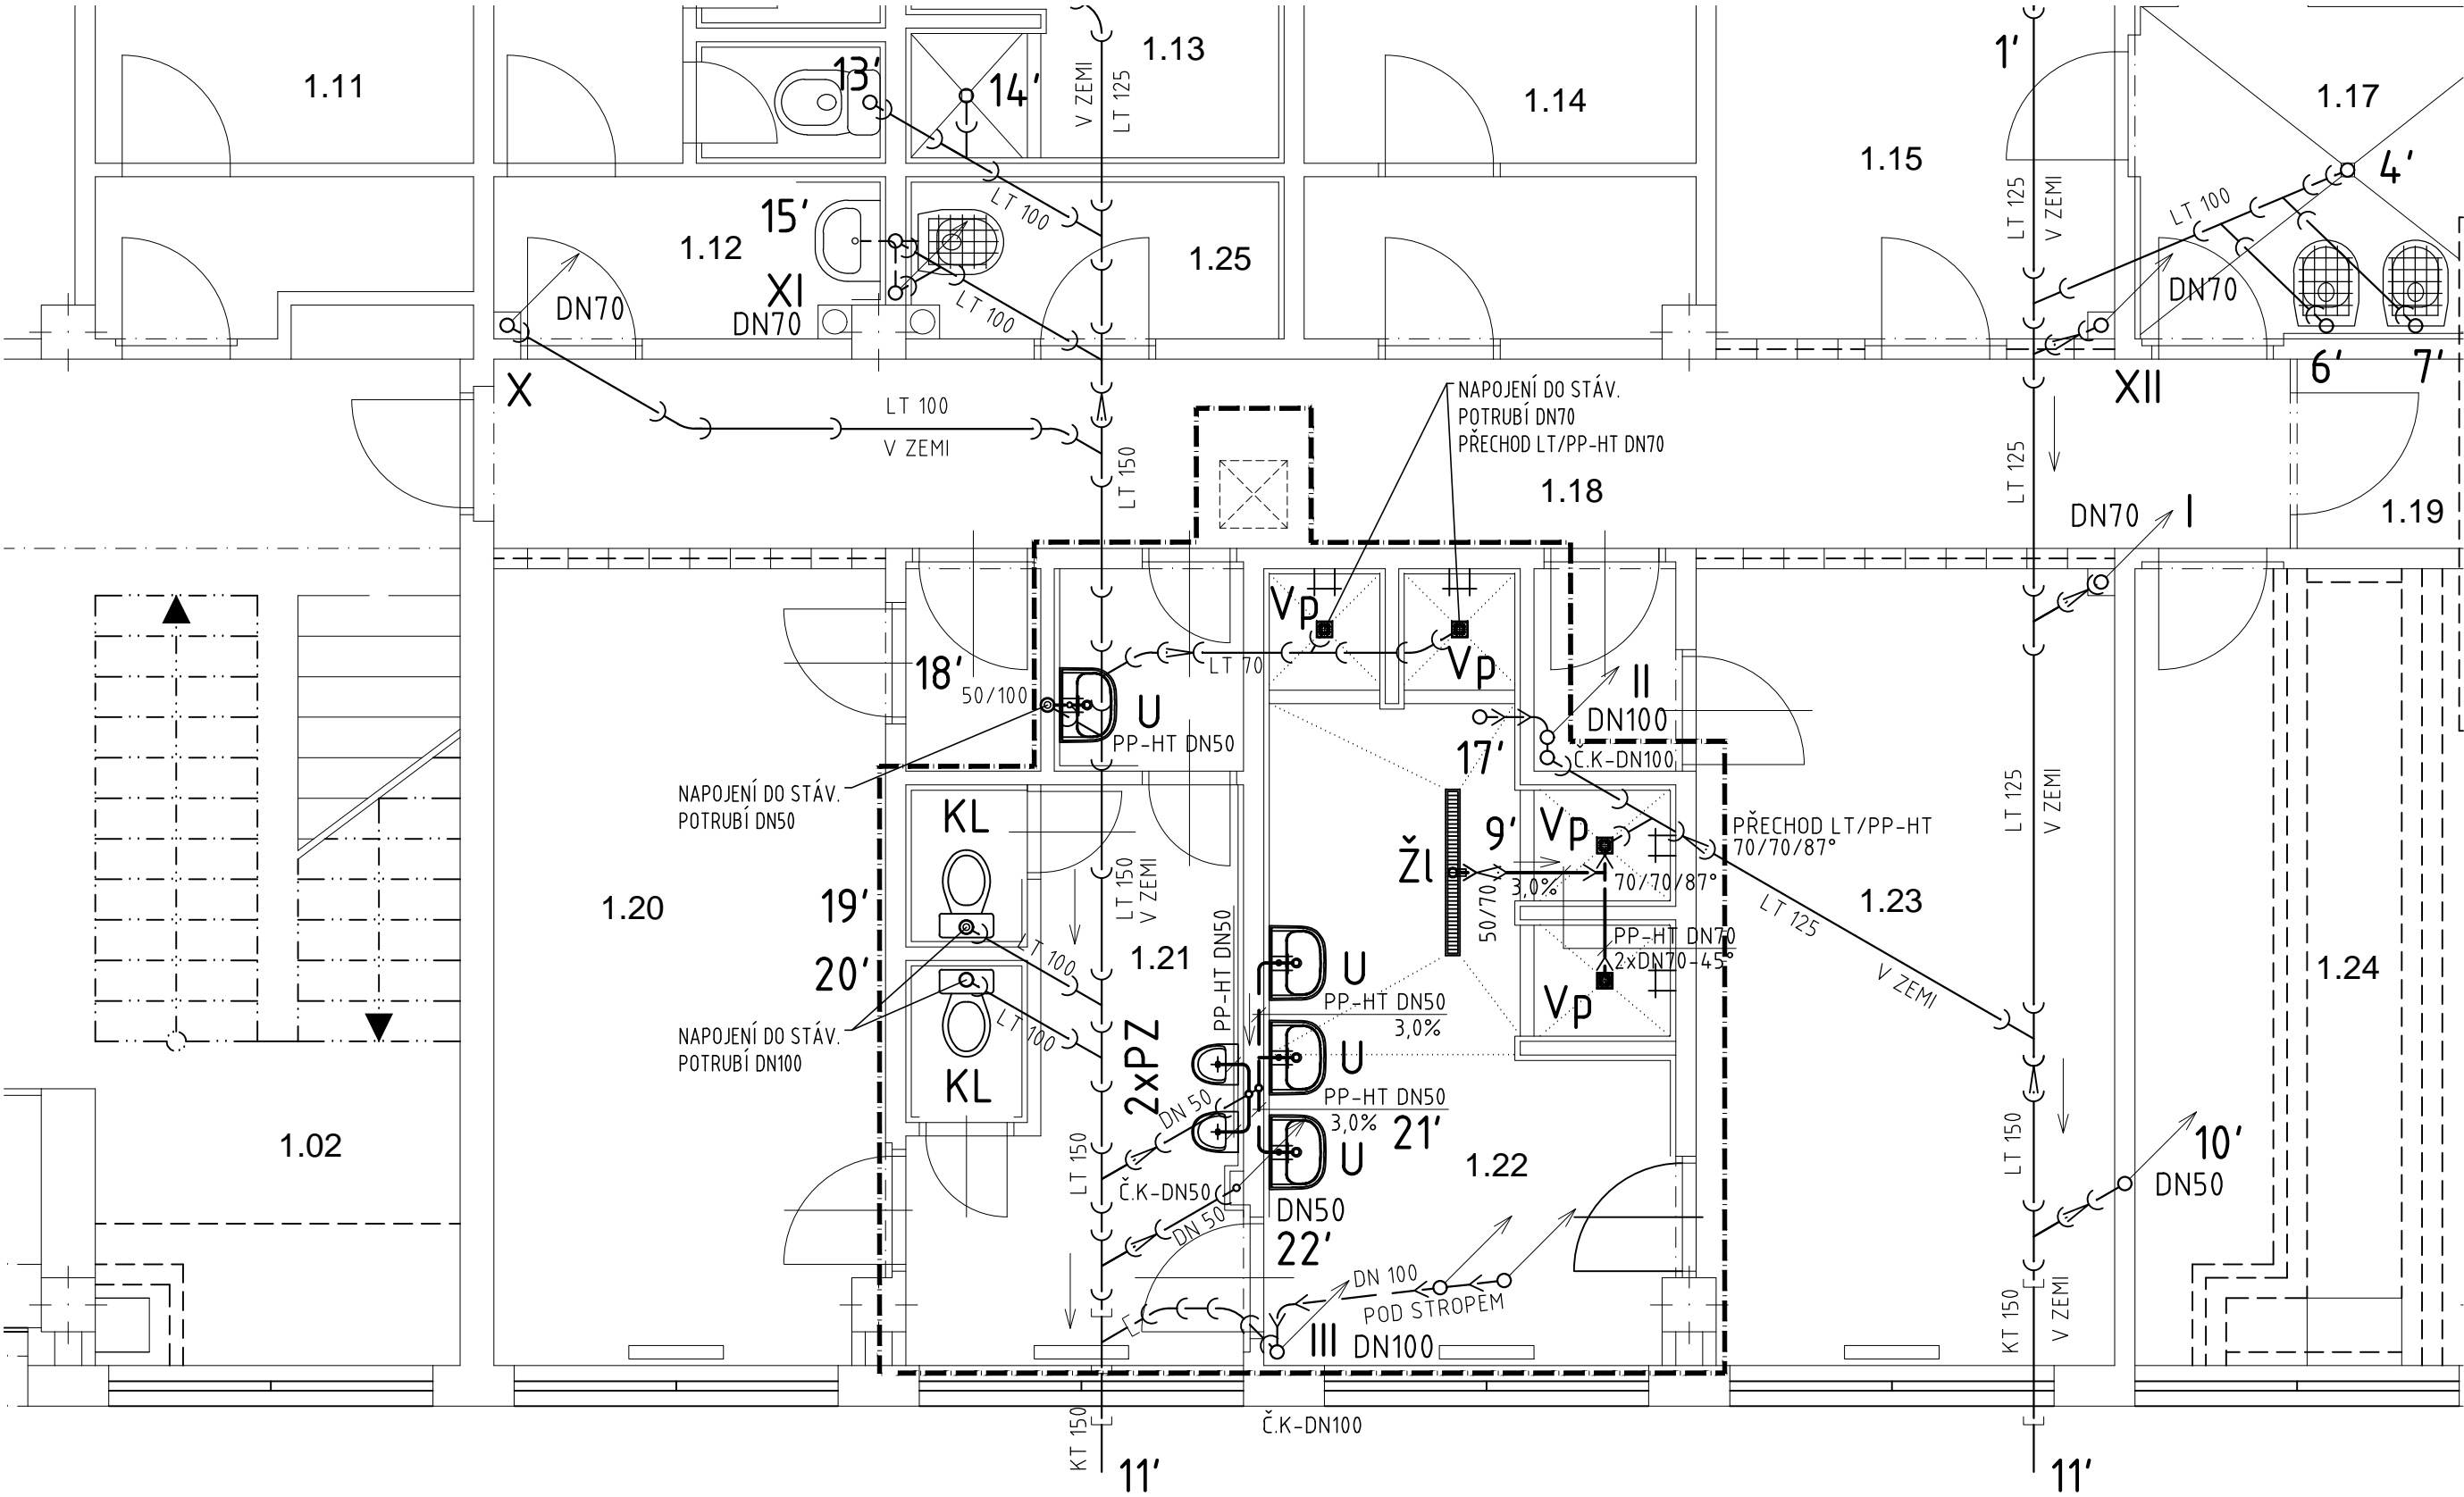 1.11
13'
14'
V ZEMI
LT 125
1.13
1.14
1'
1.17
1.15
4'
LT 100
LT 125
V ZEMI
15'
1.12
LT 100
1.25
XI
DN70
DN70
LT 100
DN70
X
6'
7'
XII
LT 100
V ZEMI
LT 150
NAPOJENÍ DO STÁV.
POTRUBÍ DN70
PŘECHOD LT/PP-HT DN70
1.18
LT 125
DN70
I
1.19
Vp
Vp
LT 70
18'
50/100
U
PP-HT DN50
II
DN100
17'
Č.K-DN100
NAPOJENÍ DO STÁV.
POTRUBÍ DN50
KL
LT 125
V ZEMI
9'
Vp
PŘECHOD LT/PP-HT
70/70/87°
Žl
50/70
3,0%
70/70/87°
LT 150
V ZEMI
19'
1.20
LT 100
1.21
PP-HT DN50
LT 125
1.23
PP-HT DN70
2xDN70-45°
20'
U
V ZEMI
1.24
Vp
PP-HT DN50
3,0%
NAPOJENÍ DO STÁV.
POTRUBÍ DN100
LT 100
KL
2xPZ
U
DN 50
PP-HT DN50
3,0%
21'
1.02
LT 150
U
1.22
LT 150
10'
DN50
Č.K-DN50
DN 50
DN50
22'
DN 100
POD STROPEM
III
DN100
KT 150
V ZEMI
KT 150
Č.K-DN100
11'
11'